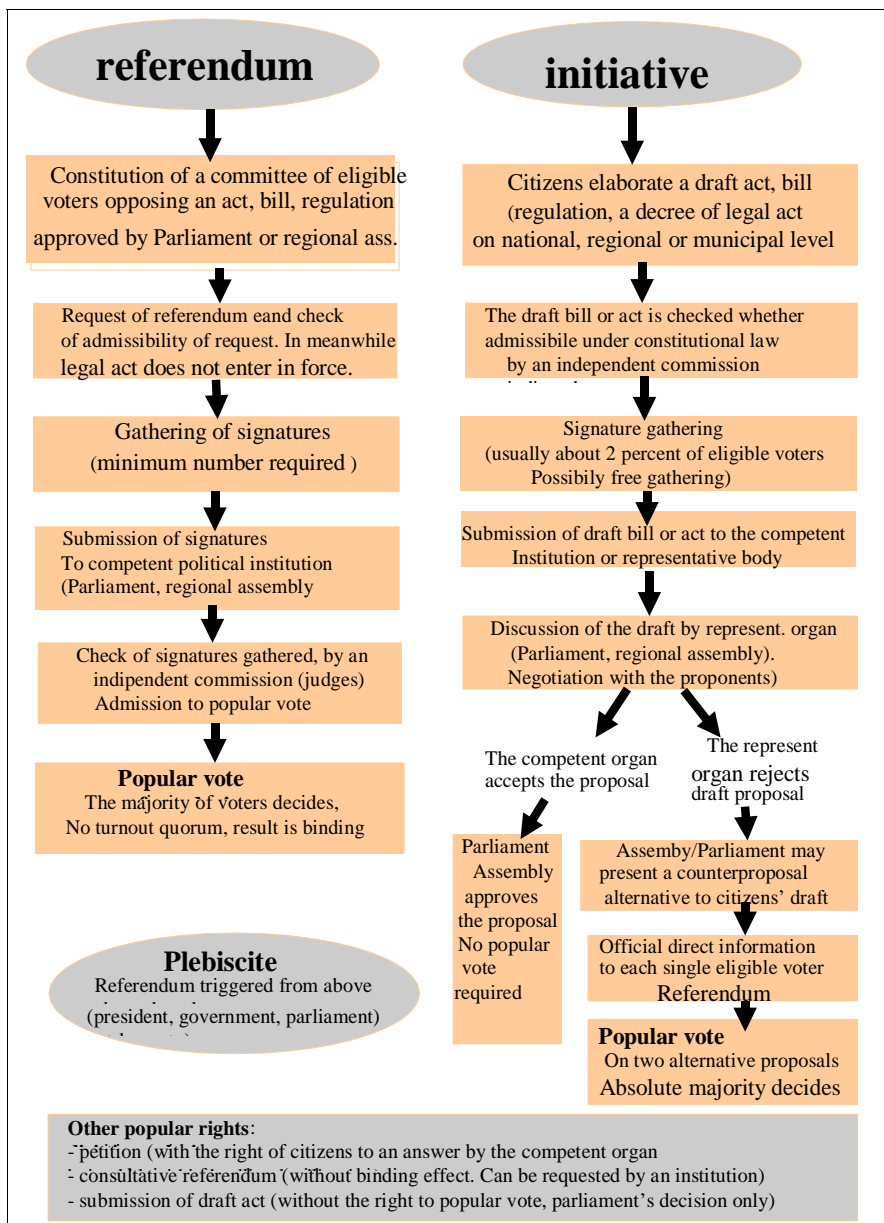 referendum
Constitution of a committee of eligible
voters opposing an act, bill, regulation
approved by Parliament or regional ass.
Request of referendum eand check
of admissibility of request. In meanwhile
legal act does not enter in force.
Gathering of signatures
(minimum number required )
Submission of signatures
To competent political institution
(Parliament, regional assembly
Check of signatures gathered, by an
indipendent commission (judges)
Admission to popular vote
Popular vote
The majority of voters decides,
No turnout quorum, result is binding
Plebiscite
Referendum triggered from above
(president, government, parliament)
initiative
Citizens elaborate a draft act, bill
(regulation, a decree of legal act
on national, regional or municipal level
The draft bill or act is checked whether
admissibile under constitutional law
by an independent commission
Signature gathering
(usually about 2 percent of eligible voters
Possibily free gathering)
Submission of draft bill or act to the competent
Institution or representative body
Discussion of the draft by represent. organ
(Parliament, regional assembly).
Negotiation with the proponents)
The competent organ
accepts the proposal
Parliament
Assembly
approves
the proposal
No popular
vote
required
The represent
organ rejects
draft proposal
Assemby/Parliament may
present a counterproposal
alternative to citizens’ draft
Official direct information
to each single eligible voter
Referendum
Popular vote
On two alternative proposals
Absolute majority decides
Other popular rights:
- petition (with the right of citizens to an answer by the competent organ
- consultative referendum (without binding effect. Can be requested by an institution)
- submission of draft act (without the right to popular vote, parliament’s decision only)